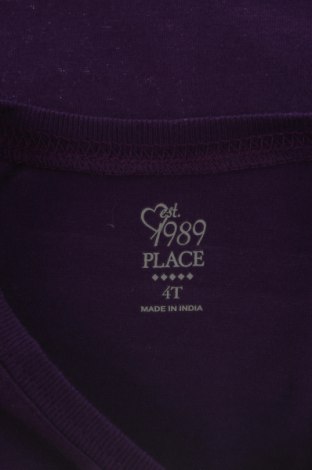 est.
1989
PLACE
4T
MADE IN INDIA